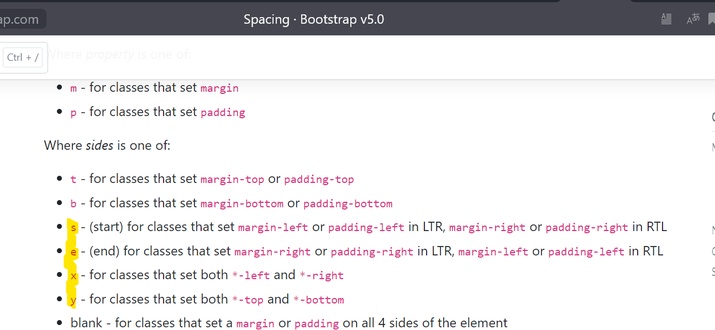 ap.com
Spacing · Bootstrap v5.0
Ctrl + /
Where property is one of:
m - for classes that set margin
p - for classes that set padding
Where sides is one of:
t - for classes that set margin-top or padding-top
b - for classes that set margin-bottom or padding-bottom
s - (start) for classes that set margin-left or padding-left in LTR, margin-right or padding-right in RTL
e - (end) for classes that set margin-right or padding-right in LTR, margin-left or padding-left in RTL
x - for classes that set both *-left and *-right
y - for classes that set both *-top and *-bottom
blank - for classes that set a margin or padding on all 4 sides of the element